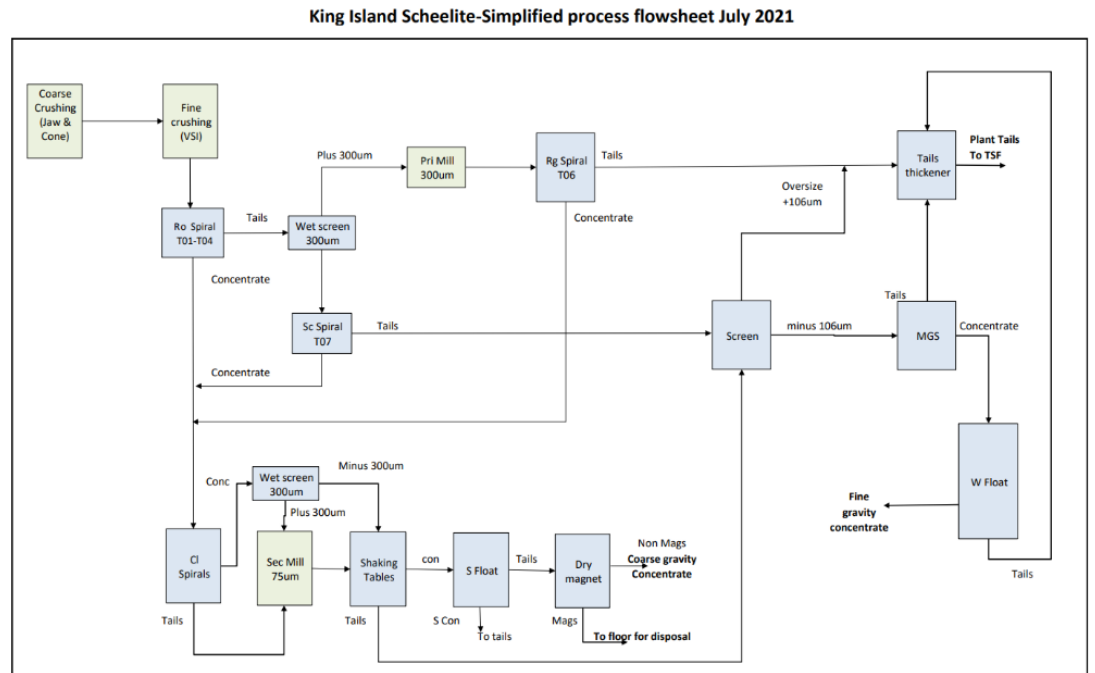 King Island Scheelite-Simplified process flowsheet July 2021
Coarse
Crushing
(Jaw &
Cone)
Fine
crushing
(VSI)
Plus 300um
Pri Mill
300um
Rg Spiral
T06
Tails
Oversize
+106um
Tails
thickener
Plant Tails
To TSF
Ro Spiral
T01-T04
Tails
Wet screen
300um
Concentrate
Concentrate
Sc Spiral
T07
Tails
Screen
minus 106um
Tails
MGS
Concentrate
Concentrate
Conc
Wet screen
300um
Minus 300um
Plus 300um
Fine
gravity
concentrate
W Float
Tails
Cl
Spirals
Sec Mill
75um
Shaking
Tables
con
S Float
Tails
Dry
magnet
Non Mags
Coarse gravity
Concentrate
Tails
Tails
S Con
To tails
Mags
To floor for disposal